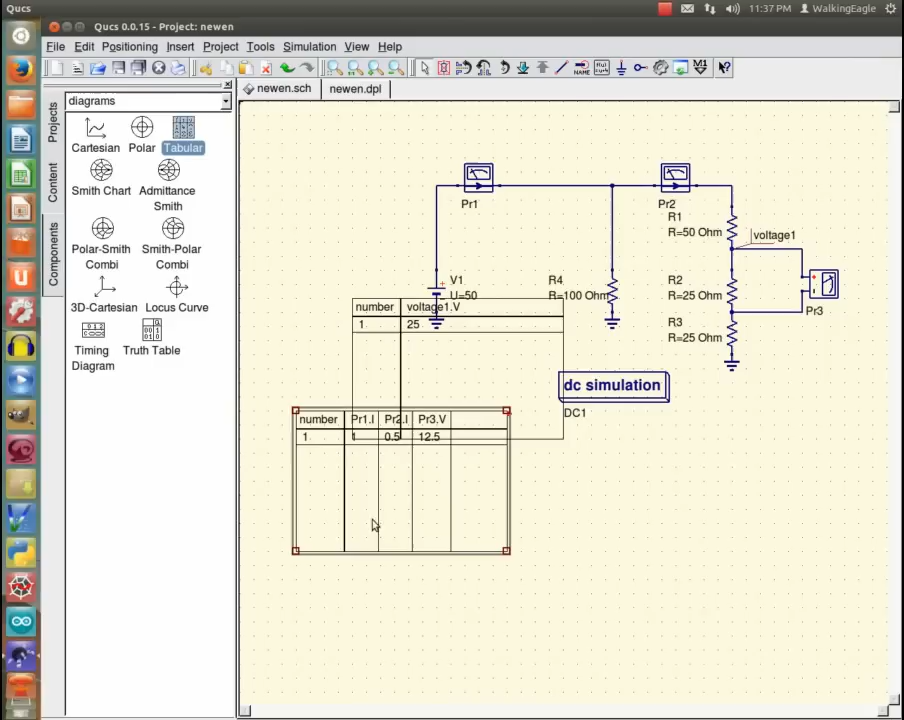 Qucs
11:37 PM WalkingEagle
Qucs 0.0.15 - Project: newen
File Edit Positioning Insert Project Tools Simulation View Help
NAME
M1
newen.sch newen.dpl
Projects
Content
Components
diagrams
Cartesian Polar Tabular
Smith Chart Admittance Smith
Polar-Smith Combi Smith-Polar Combi
3D-Cartesian Locus Curve
Timing Diagram Truth Table
Pr1
Pr2
R1
R=50 Ohm
voltage1
V1
U=50
R4
R=100 Ohm
R2
R=25 Ohm
Pr3
R3
R=25 Ohm
number voltage1.V
1 25
dc simulation
DC1
number Pr1.I Pr2.I Pr3.V
1 1 0.5 12.5